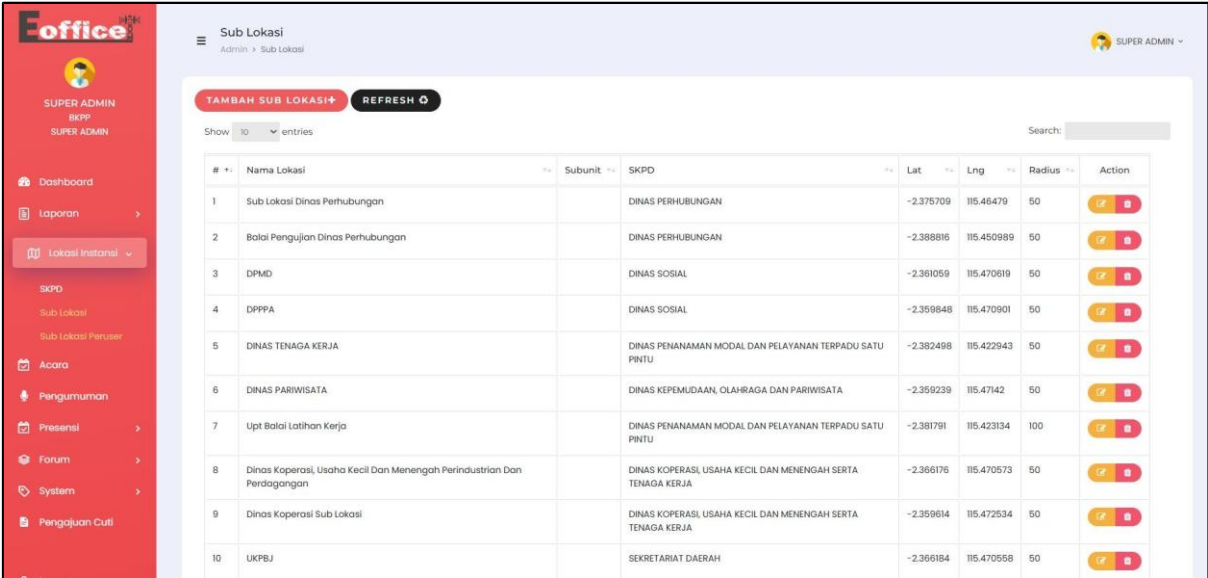 Eoffice
SUPER ADMIN
BKPP
SUPER ADMIN
Dashboard
Laporan
Lokasi Instansi
SKPD
Sub Lokasi
Sub Lokasi Peruser
Acara
Pengumuman
Presensi
Forum
System
Pengajuan Cuti
Sub Lokasi
Admin > Sub Lokasi
SUPER ADMIN
TAMBAH SUB LOKASI+ REFRESH
Show 10 entries Search:
# Nama Lokasi Subunit SKPD Lat Lng Radius Action
1 Sub Lokasi Dinas Perhubungan DINAS PERHUBUNGAN -2.375709 115.46479 50
2 Balai Pengujian Dinas Perhubungan DINAS PERHUBUNGAN -2.388816 115.450989 50
3 DPMD DINAS SOSIAL -2.361059 115.470619 50
4 DPPPA DINAS SOSIAL -2.359848 115.470901 50
5 DINAS TENAGA KERJA DINAS PENANAMAN MODAL DAN PELAYANAN TERPADU SATU -2.382498 115.422943 50
PINTU
6 DINAS PARIWISATA DINAS KEPEMUDAAN, OLAHRAGA DAN PARIWISATA -2.359239 115.47142 50
7 Upt Balai Latihan Kerja DINAS PENANAMAN MODAL DAN PELAYANAN TERPADU SATU -2.381791 115.423134 100
PINTU
8 Dinas Koperasi, Usaha Kecil Dan Menengah Perindustrian Dan DINAS KOPERASI, USAHA KECIL DAN MENENGAH SERTA -2.366176 115.470573 50
Perdagangan TENAGA KERJA
9 Dinas Koperasi Sub Lokasi DINAS KOPERASI, USAHA KECIL DAN MENENGAH SERTA -2.359614 115.472534 50
TENAGA KERJA
10 UKPBJ SEKRETARIAT DAERAH -2.366184 115.470558 50